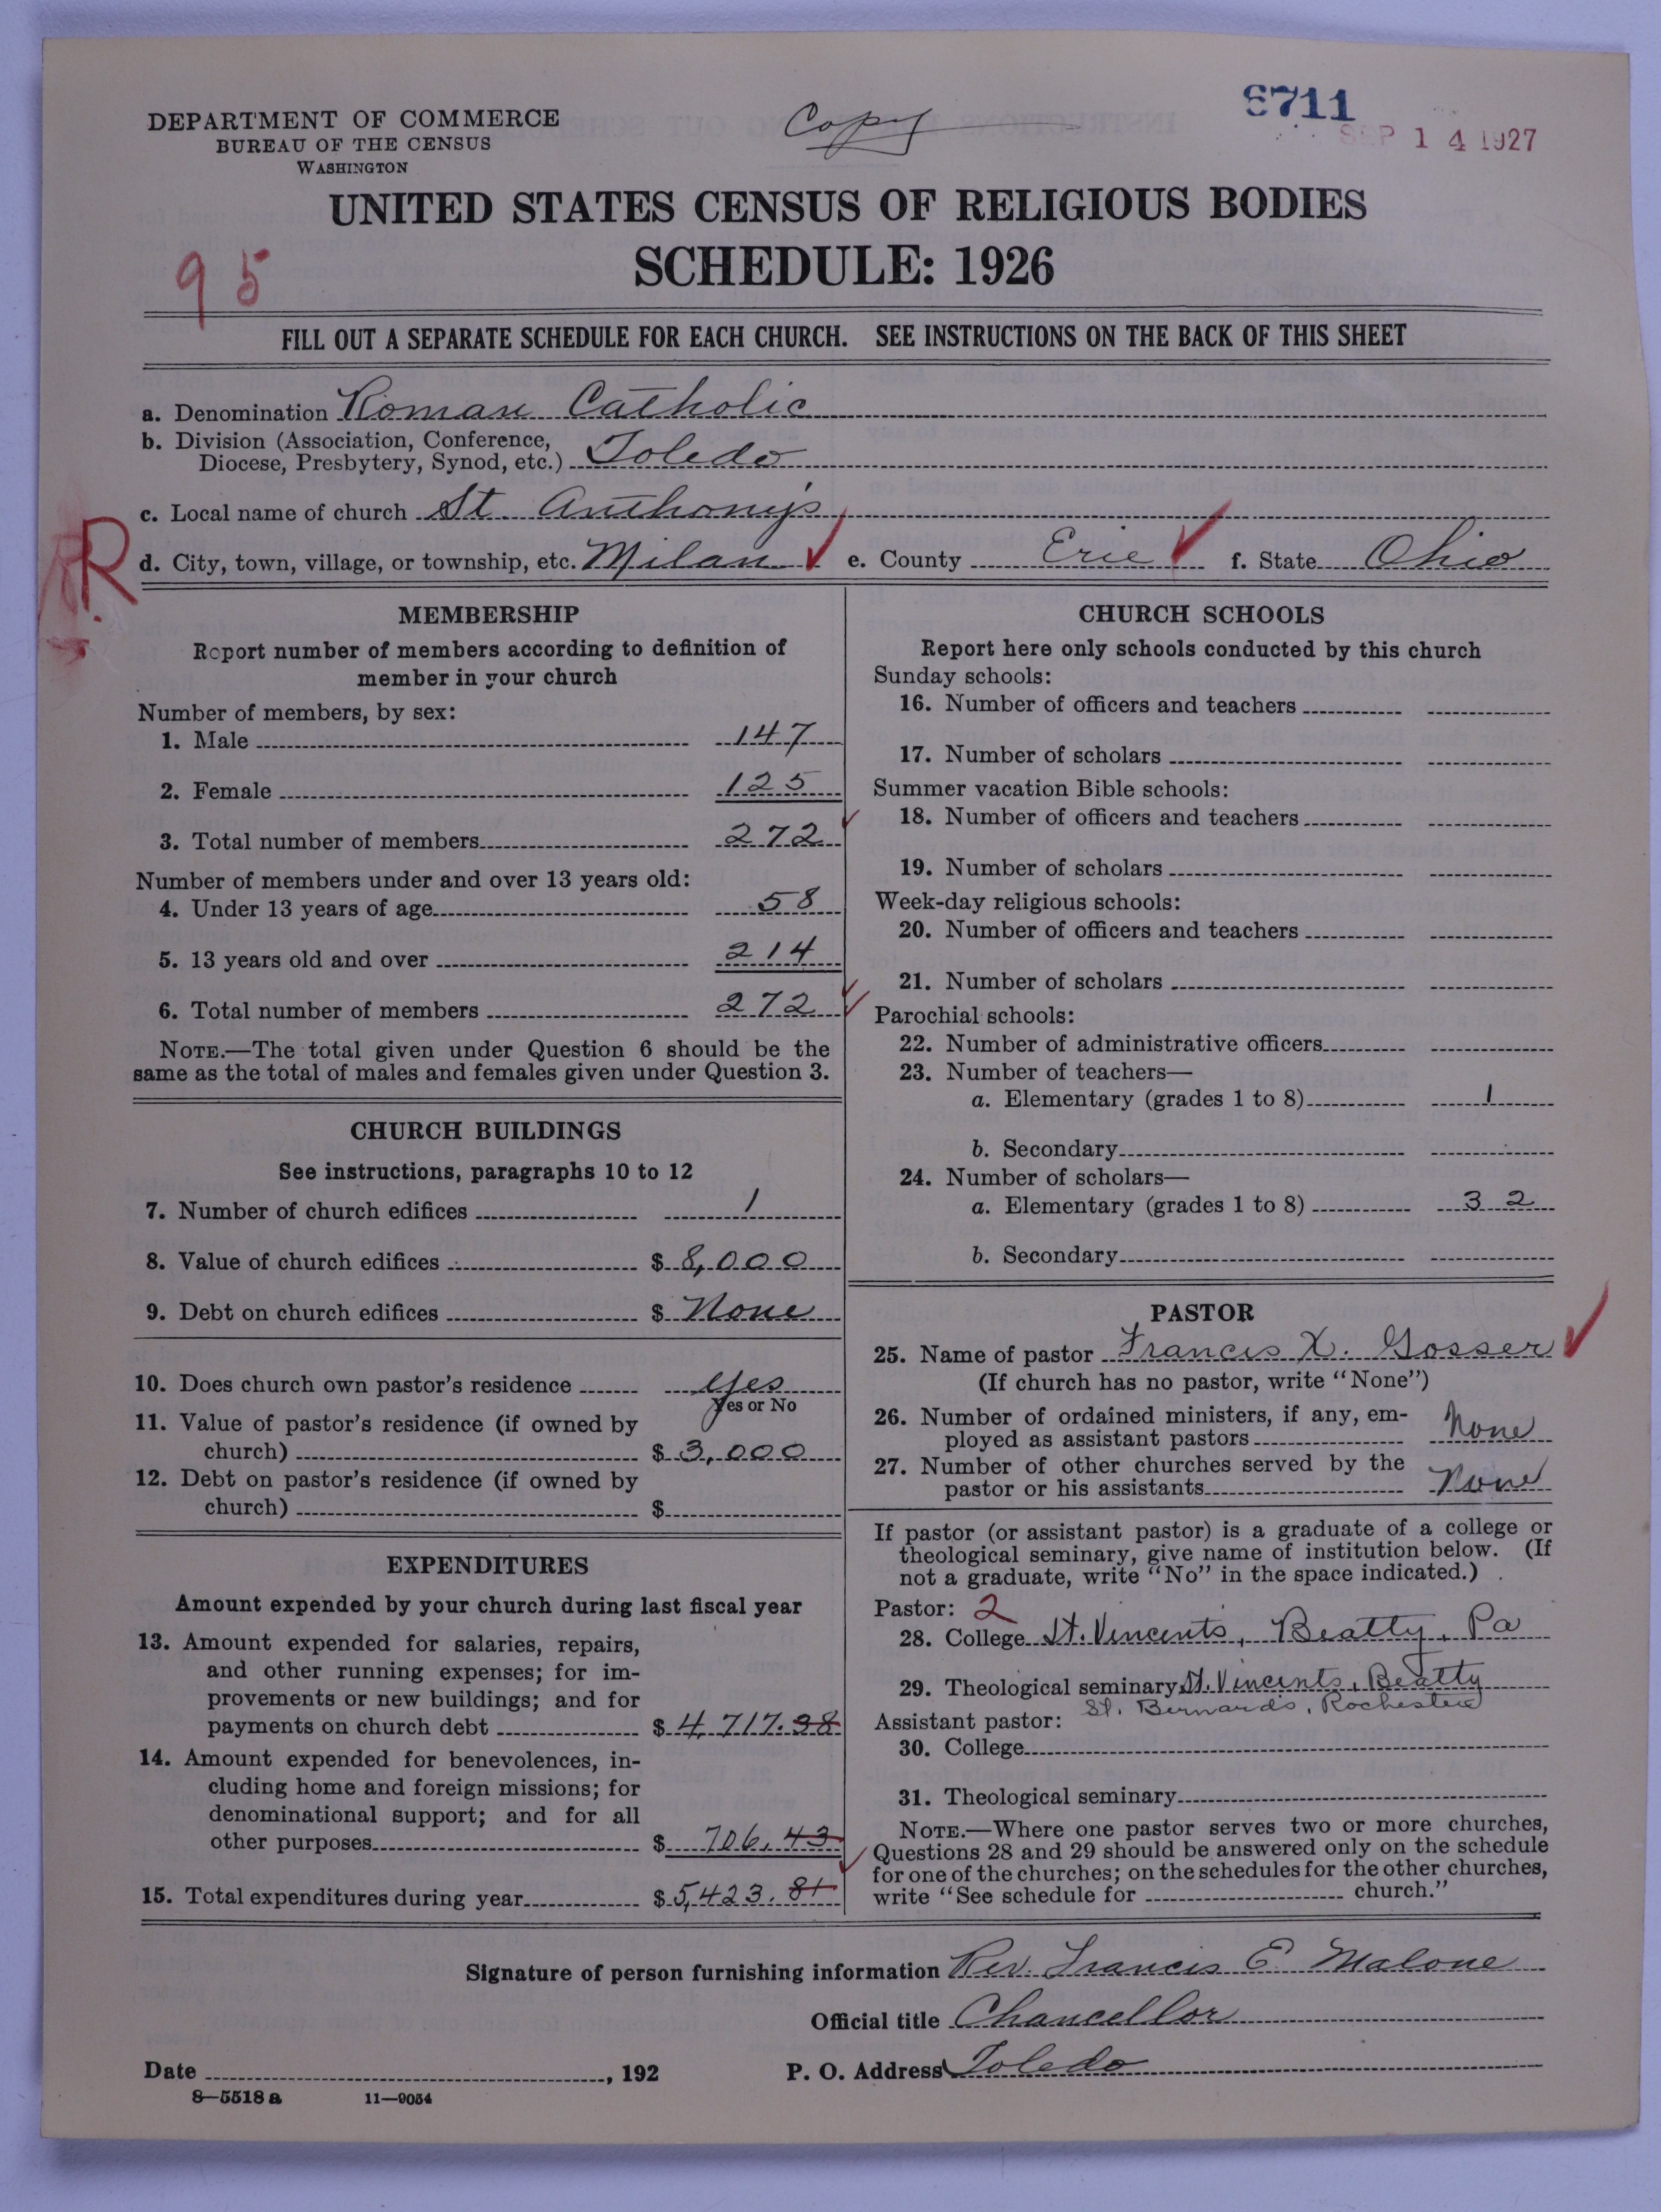 DEPARTMENT OF COMMERCE
BUREAU OF THE CENSUS
WASHINGTON
Copy
8711
SEP 14 1927
UNITED STATES CENSUS OF RELIGIOUS BODIES
SCHEDULE: 1926
95
FILL OUT A SEPARATE SCHEDULE FOR EACH CHURCH. SEE INSTRUCTIONS ON THE BACK OF THIS SHEET
a. Denomination Roman Catholic
b. Division (Association, Conference, Diocese, Presbytery, Synod, etc.) Toledo
c. Local name of church St. Anthony's
R
d. City, town, village, or township, etc. Milan e. County Erie f. State Ohio
MEMBERSHIP
Report number of members according to definition of
member in your church
Number of members, by sex:
1. Male 147
2. Female 125
3. Total number of members 272
Number of members under and over 13 years old:
4. Under 13 years of age 58
5. 13 years old and over 214
6. Total number of members 272
NOTE.—The total given under Question 6 should be the
same as the total of males and females given under Question 3.
CHURCH BUILDINGS
See instructions, paragraphs 10 to 12
7. Number of church edifices 1
8. Value of church edifices $ 8,000
9. Debt on church edifices $ None
10. Does church own pastor's residence yes
Yes or No
11. Value of pastor's residence (if owned by
church) $ 3,000
12. Debt on pastor's residence (if owned by
church) $
EXPENDITURES
Amount expended by your church during last fiscal year
13. Amount expended for salaries, repairs,
and other running expenses; for im-
provements or new buildings; and for
payments on church debt $ 4,717.38
14. Amount expended for benevolences, in-
cluding home and foreign missions; for
denominational support; and for all
other purposes $ 706.43
15. Total expenditures during year $ 5,423.81
CHURCH SCHOOLS
Report here only schools conducted by this church
Sunday schools:
16. Number of officers and teachers
17. Number of scholars
Summer vacation Bible schools:
18. Number of officers and teachers
19. Number of scholars
Week-day religious schools:
20. Number of officers and teachers
21. Number of scholars
Parochial schools:
22. Number of administrative officers
23. Number of teachers—
a. Elementary (grades 1 to 8) 1
b. Secondary
24. Number of scholars—
a. Elementary (grades 1 to 8) 32
b. Secondary
PASTOR
25. Name of pastor Francis X. Gosser
(If church has no pastor, write "None")
26. Number of ordained ministers, if any, em-
ployed as assistant pastors None
27. Number of other churches served by the
pastor or his assistants None
If pastor (or assistant pastor) is a graduate of a college or
theological seminary, give name of institution below. (If
not a graduate, write "No" in the space indicated.)
Pastor: 2
28. College St. Vincents, Beatty, Pa
29. Theological seminary St. Vincents, Beatty
St. Bernards, Rochester
Assistant pastor:
30. College
31. Theological seminary
NOTE.—Where one pastor serves two or more churches,
Questions 28 and 29 should be answered only on the schedule
for one of the churches; on the schedules for the other churches,
write "See schedule for church."
Signature of person furnishing information Rev. Francis E. Malone
Official title Chancellor
Date , 192 P. O. Address Toledo
8—5518 a 11—9054